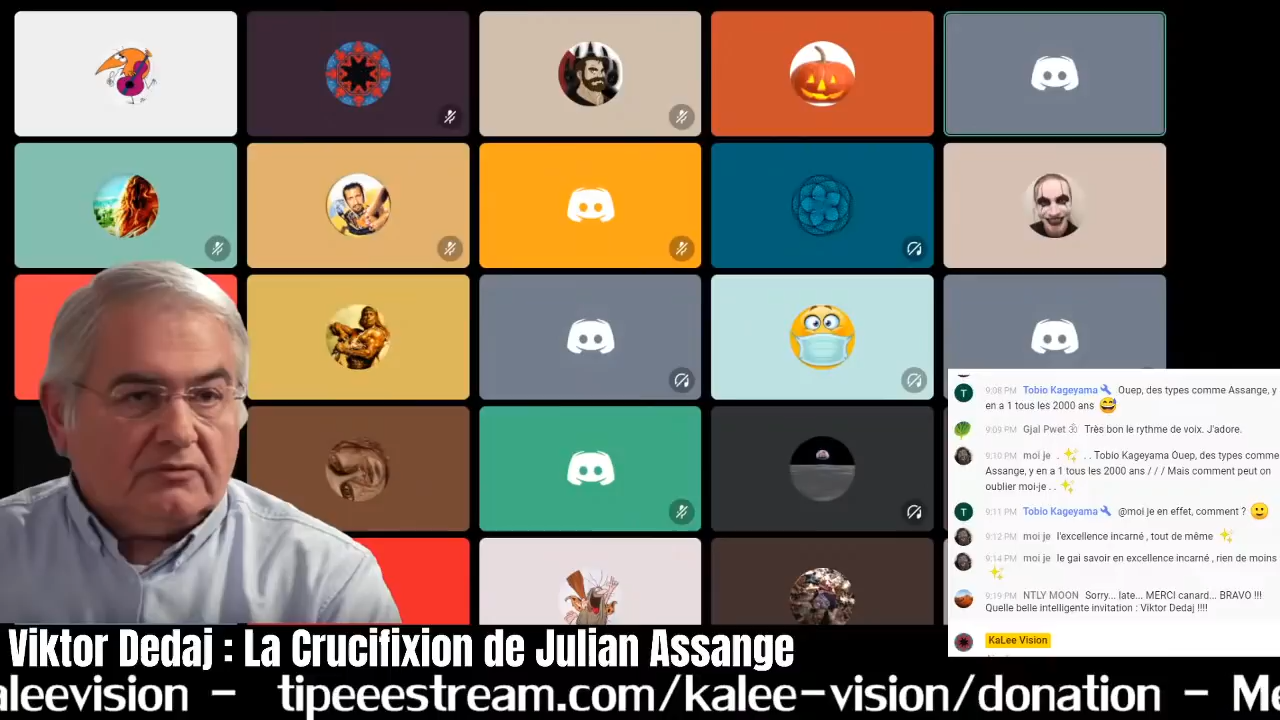 9:08 PM Tobio Kageyama Ouep, des types comme Assange, y
en a 1 tous les 2000 ans
9:09 PM Gjal Pwet ॐ Très bon le rythme de voix. J'adore.
9:10 PM moi je . ✨ . . Tobio Kageyama Ouep, des types comme
Assange, y en a 1 tous les 2000 ans / / / Mais comment peut on
oublier moi-je . . ✨
9:11 PM Tobio Kageyama @moi je en effet, comment ?
9:12 PM moi je l'excellence incarné , tout de même ✨
9:14 PM moi je le gai savoir en excellence incarné , rien de moins
9:19 PM NTLY MOON Sorry... late... MERCI canard... BRAVO !!!
Quelle belle intelligente invitation : Viktor Dedaj !!!!
KaLee Vision
Viktor Dedaj : La Crucifixion de Julian Assange
aleevision – tipeeestream.com/kalee-vision/donation – Me